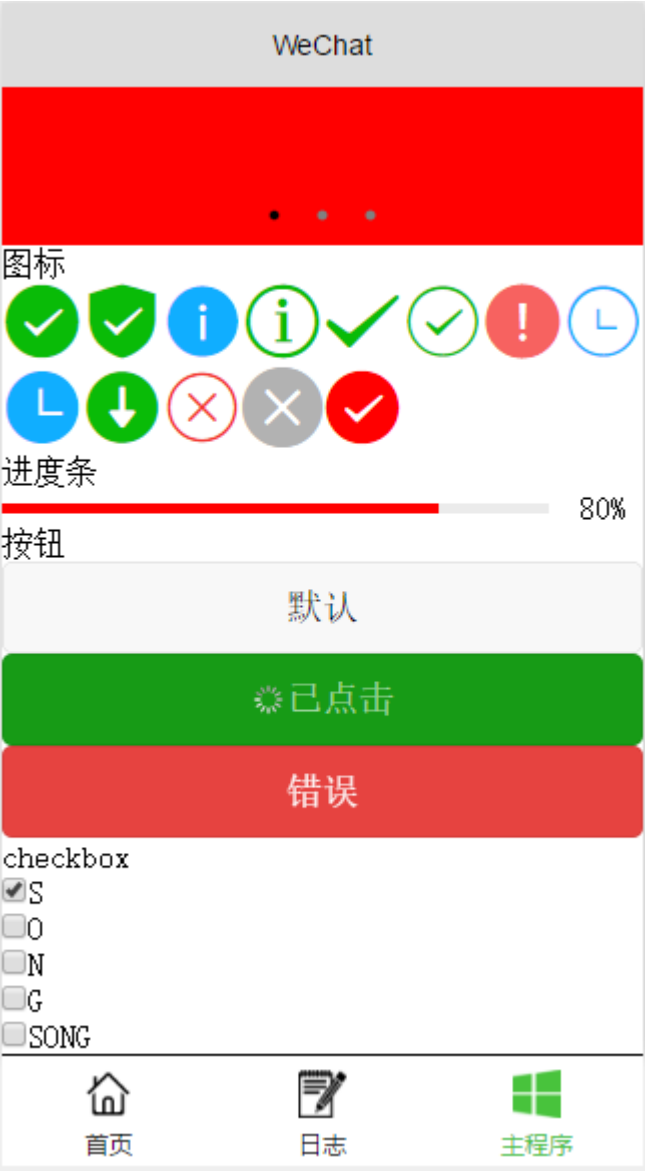 WeChat
图标
进度条
80%
按钮
默认
已点击
错误
checkbox
S
O
N
G
SONG
首页 日志 主程序